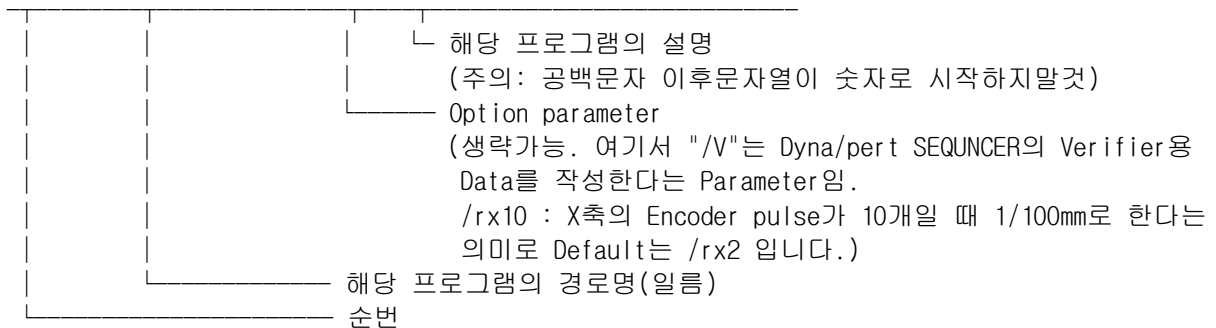 해당 프로그램의 설명
(주의: 공백문자 이후문자열이 숫자로 시작하지말것)
Option parameter
(생략가능. 여기서 "/V"는 Dyna/pert SEQUNCER의 Verifier용
Data를 작성한다는 Parameter임.
/rx10 : X축의 Encoder pulse가 10개일 때 1/100mm로 한다는
의미로 Default는 /rx2 입니다.)
해당 프로그램의 경로명(일름)
순번